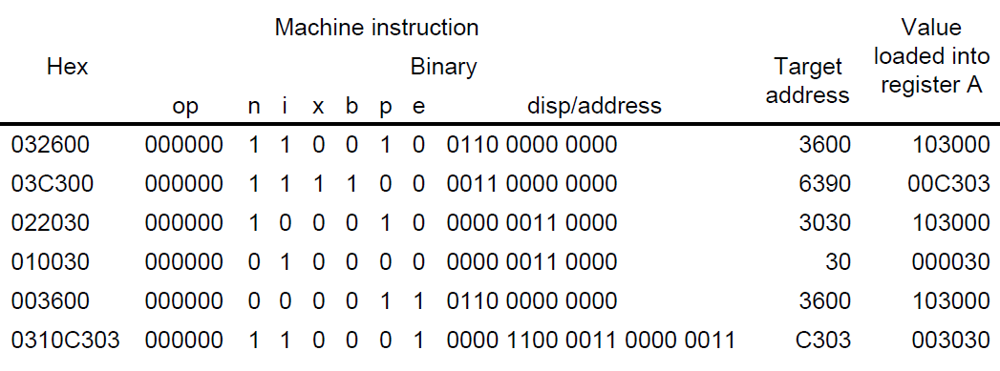 Machine instruction Value
loaded into
Hex Binary Target register A
address
op n i x b p e disp/address
032600 000000 1 1 0 0 1 0 0110 0000 0000 3600 103000
03C300 000000 1 1 1 1 0 0 0011 0000 0000 6390 00C303
022030 000000 1 0 0 0 1 0 0000 0011 0000 3030 103000
010030 000000 0 1 0 0 0 0 0000 0011 0000 30 000030
003600 000000 0 0 0 0 1 1 0110 0000 0000 3600 103000
0310C303 000000 1 1 0 0 0 1 0000 1100 0011 0000 0011 C303 003030